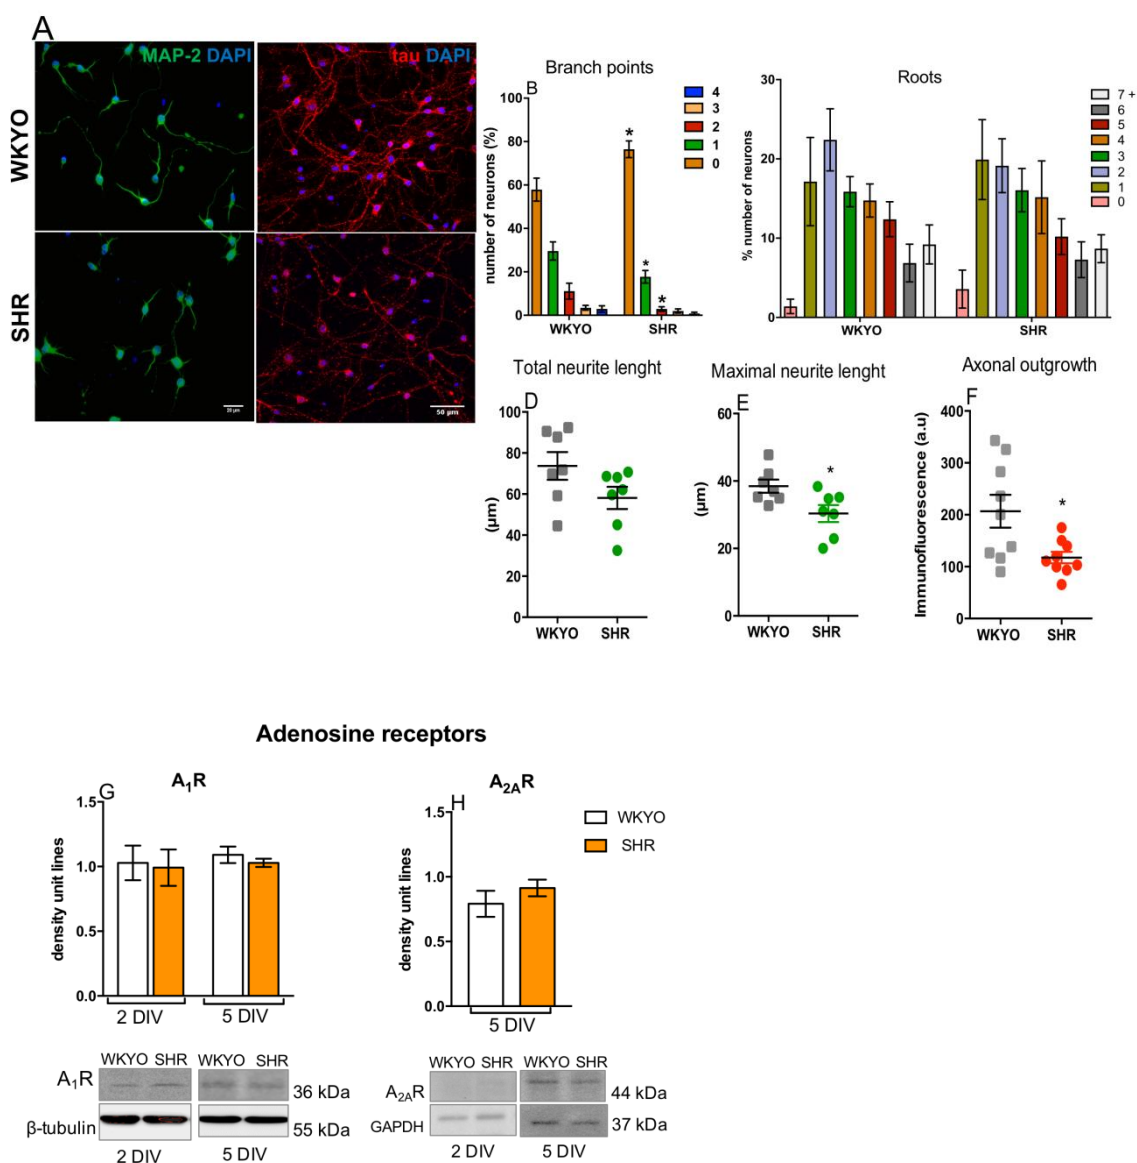 A
MAP-2 DAPI
tau DAPI
WKYO
SHR
20 µm
50 µm
Branch points
B
number of neurons (%)
100
80
60
40
20
0
4
3
2
1
0
* * *
WKYO SHR
Roots
% number of neurons
30
20
10
0
7 +
6
5
4
3
2
1
0
WKYO SHR
Total neurite lenght
D
(µm)
100
80
60
40
20
0
WKYO SHR
Maximal neurite lenght
E
(µm)
60
40
20
0
*
WKYO SHR
Axonal outgrowth
F
Immunofluorescence (a.u)
400
300
200
100
0
*
WKYO SHR
Adenosine receptors
A₁R
G
density unit lines
1.5
1.0
0.5
0.0
2 DIV 5 DIV
A₂AR
H
density unit lines
1.5
1.0
0.5
0.0
5 DIV
WKYO
SHR
WKYO SHR WKYO SHR
A₁R 36 kDa
β-tubulin 55 kDa
2 DIV 5 DIV
WKYO SHR WKYO SHR
A₂AR 44 kDa
GAPDH 37 kDa
2 DIV 5 DIV